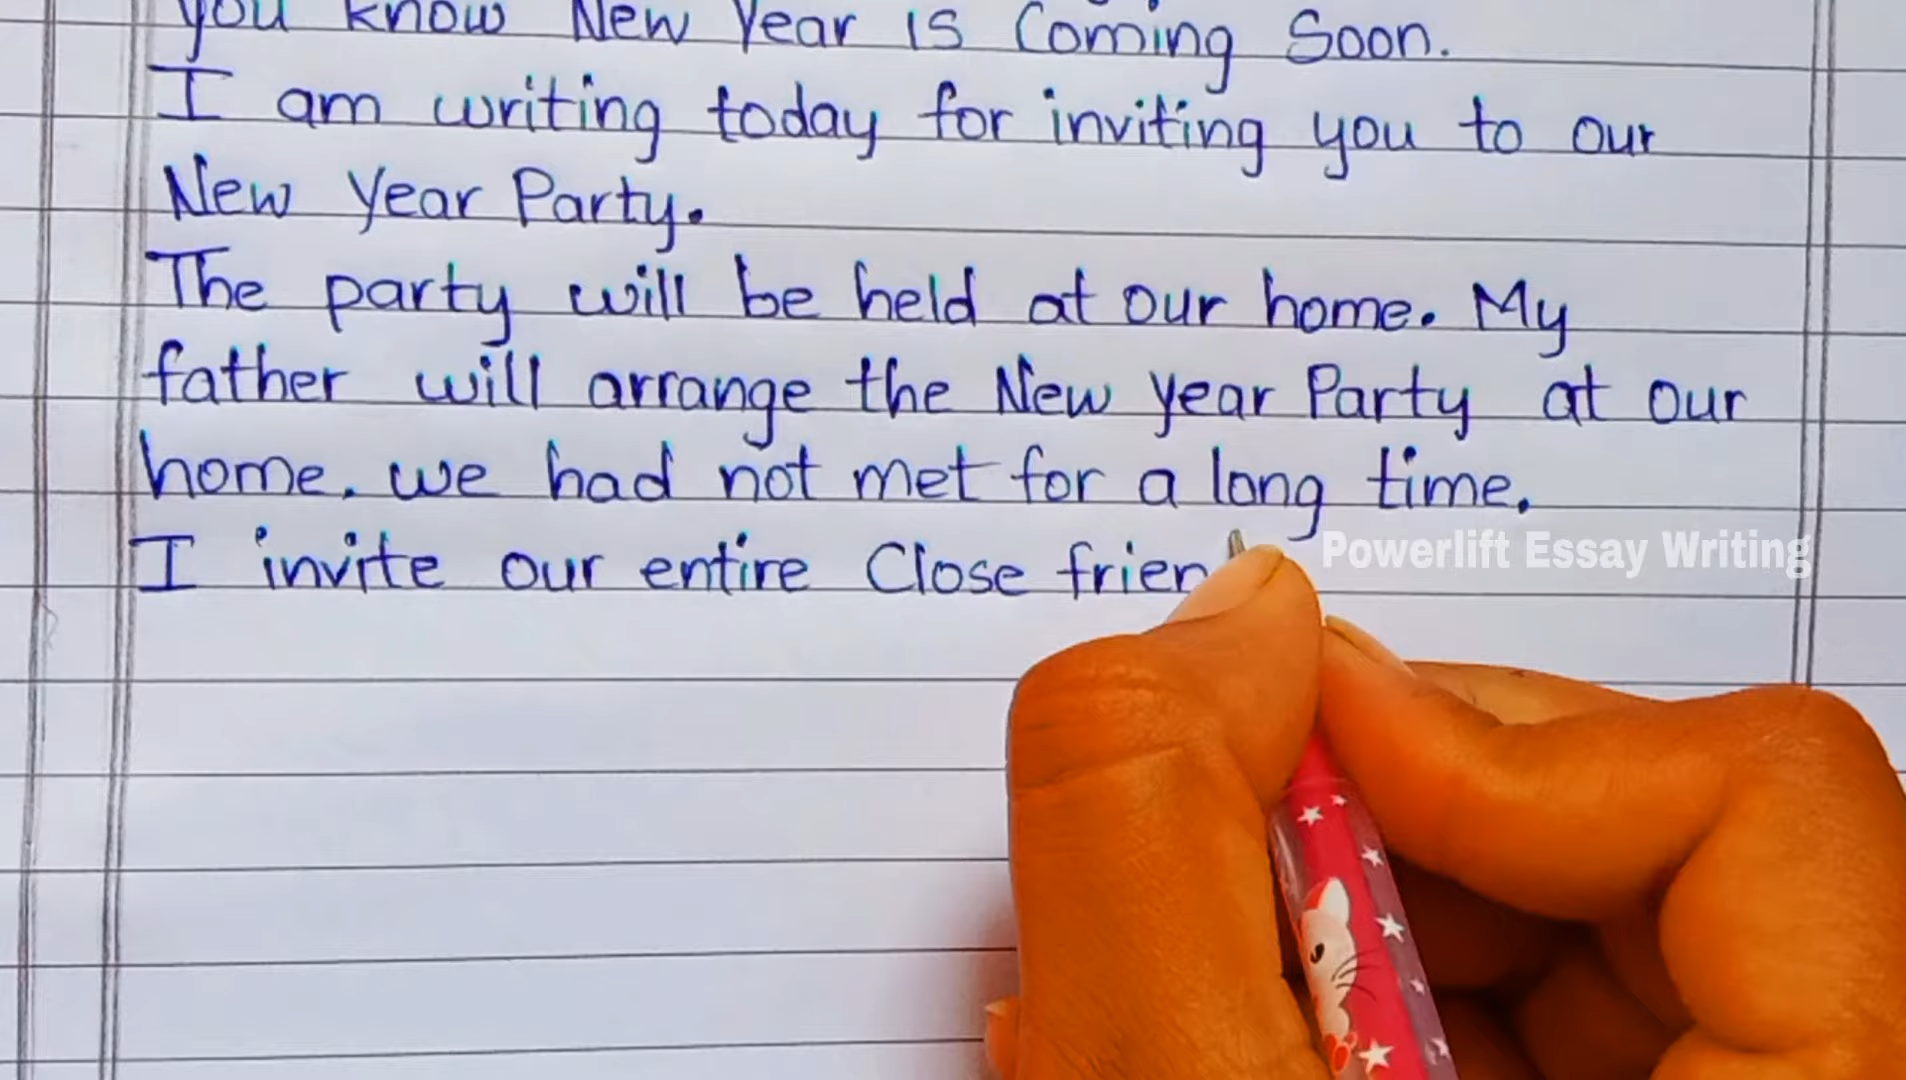 you know New Year is Coming Soon.
I am writing today for inviting you to our
New Year Party.
The party will be held at our home. My
father will arrange the New Year Party at our
home. we had not met for a long time.
I invite our entire Close frien
Powerlift Essay Writing